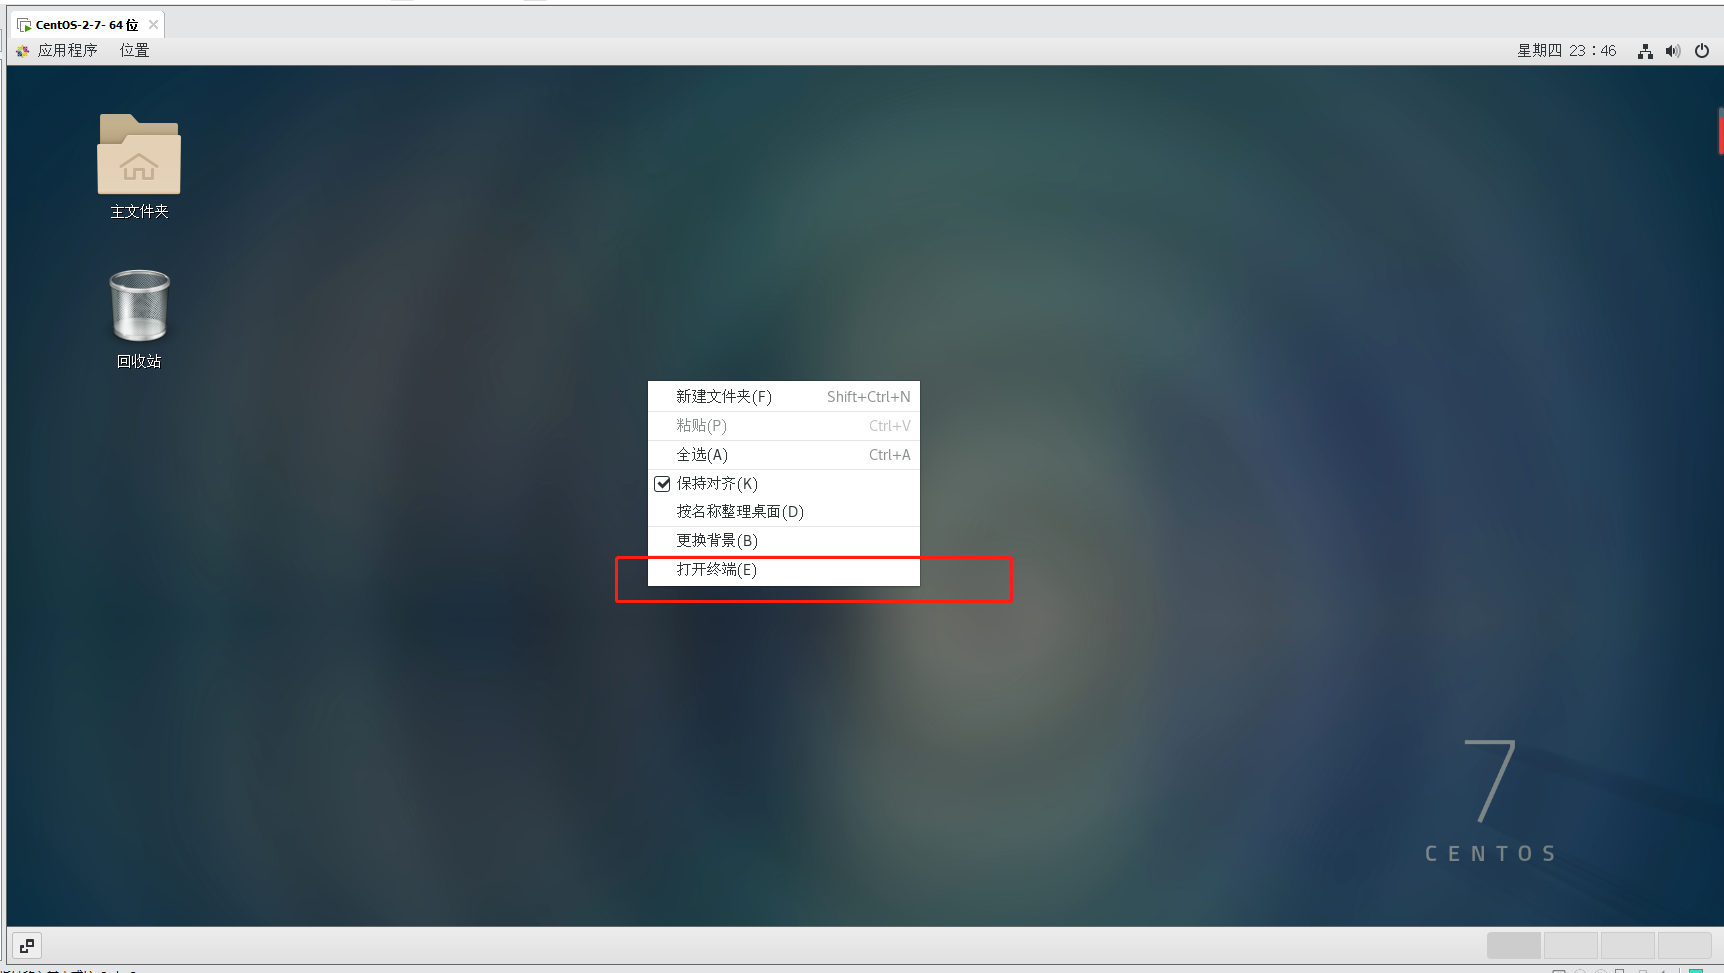 CentOS-2-7- 64 位
应用程序 位置 星期四 23：46
主文件夹
回收站
新建文件夹(F) Shift+Ctrl+N
粘贴(P) Ctrl+V
全选(A) Ctrl+A
保持对齐(K)
按名称整理桌面(D)
更换背景(B)
打开终端(E)
7
CENTOS